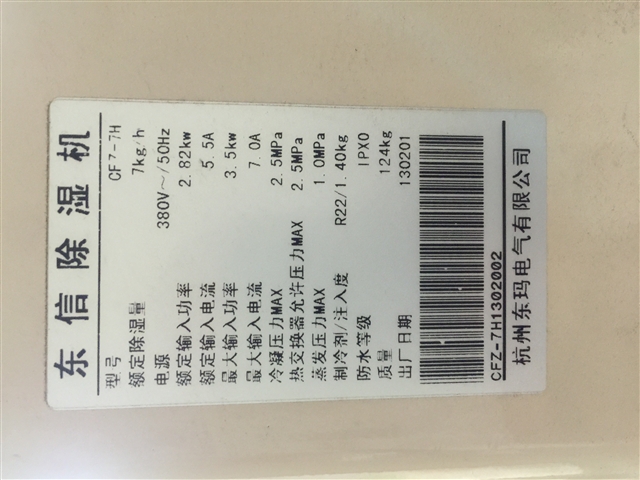 东信除湿机
型号 CF⁷-7H
额定除湿量 7kg/h
电源 380V～/50Hz
额定输入功率 2.82kw
额定输入电流 5.5A
最大输入功率 3.5kw
最大输入电流 7.0A
冷凝压力MAX 2.5MPa
热交换器允许压力MAX 2.5MPa
蒸发压力MAX 1.0MPa
制冷剂/注入度 R22/1.40kg
防水等级 IPX0
质量 124kg
出厂日期 130201
CFZ-7H1302002
杭州东玛电气有限公司